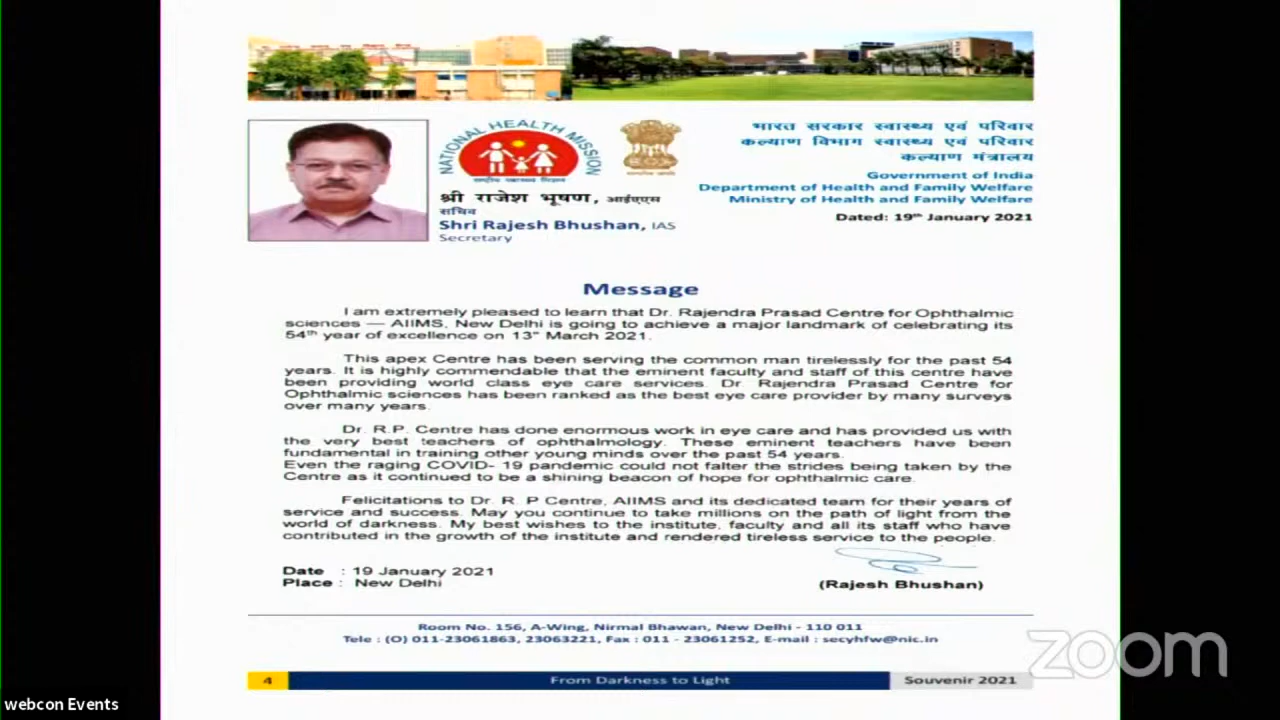 NATIONAL HEALTH MISSION
श्री राजेश भूषण, आईएएस
सचिव
Shri Rajesh Bhushan, IAS
Secretary
भारत सरकार स्वास्थ्य एवं परिवार
कल्याण विभाग स्वास्थ्य एवं परिवार
कल्याण मंत्रालय
Government of India
Department of Health and Family Welfare
Ministry of Health and Family Welfare
Dated: 19th January 2021
Message
I am extremely pleased to learn that Dr. Rajendra Prasad Centre for Ophthalmic
sciences — AIIMS, New Delhi is going to achieve a major landmark of celebrating its
54th year of excellence on 13th March 2021.
This apex Centre has been serving the common man tirelessly for the past 54
years. It is highly commendable that the eminent faculty and staff of this centre have
been providing world class eye care services. Dr. Rajendra Prasad Centre for
Ophthalmic sciences has been ranked as the best eye care provider by many surveys
over many years.
Dr. R.P. Centre has done enormous work in eye care and has provided us with
the very best teachers of ophthalmology. These eminent teachers have been
fundamental in training other young minds over the past 54 years.
Even the raging COVID- 19 pandemic could not falter the strides being taken by the
Centre as it continued to be a shining beacon of hope for ophthalmic care.
Felicitations to Dr. R. P Centre, AIIMS and its dedicated team for their years of
service and success. May you continue to take millions on the path of light from the
world of darkness. My best wishes to the institute, faculty and all its staff who have
contributed in the growth of the institute and rendered tireless service to the people.
Date : 19 January 2021
Place : New Delhi
(Rajesh Bhushan)
Room No. 156, A-Wing, Nirmal Bhawan, New Delhi - 110 011
Tele : (O) 011-23061863, 23063221, Fax : 011 - 23061252, E-mail : secyhfw@nic.in
4 From Darkness to Light Souvenir 2021
zoom
webcon Events